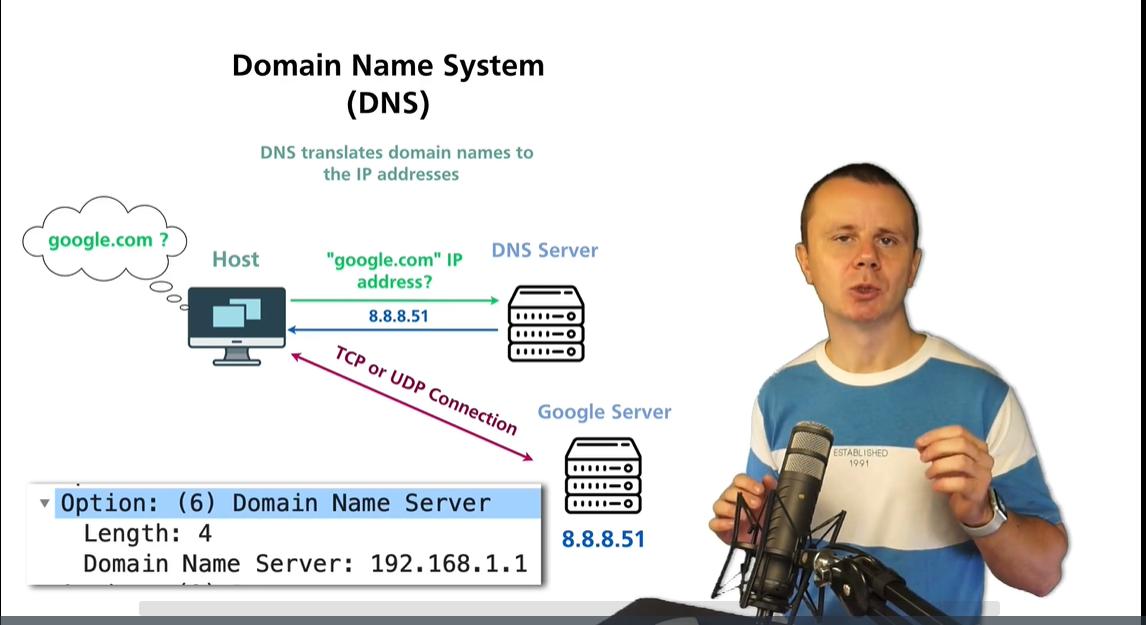 Domain Name System
(DNS)
DNS translates domain names to
the IP addresses
google.com ?
Host
"google.com" IP
address?
DNS Server
8.8.8.51
TCP or UDP Connection
Google Server
8.8.8.51
Option: (6) Domain Name Server
Length: 4
Domain Name Server: 192.168.1.1
ESTABLISHED
1991